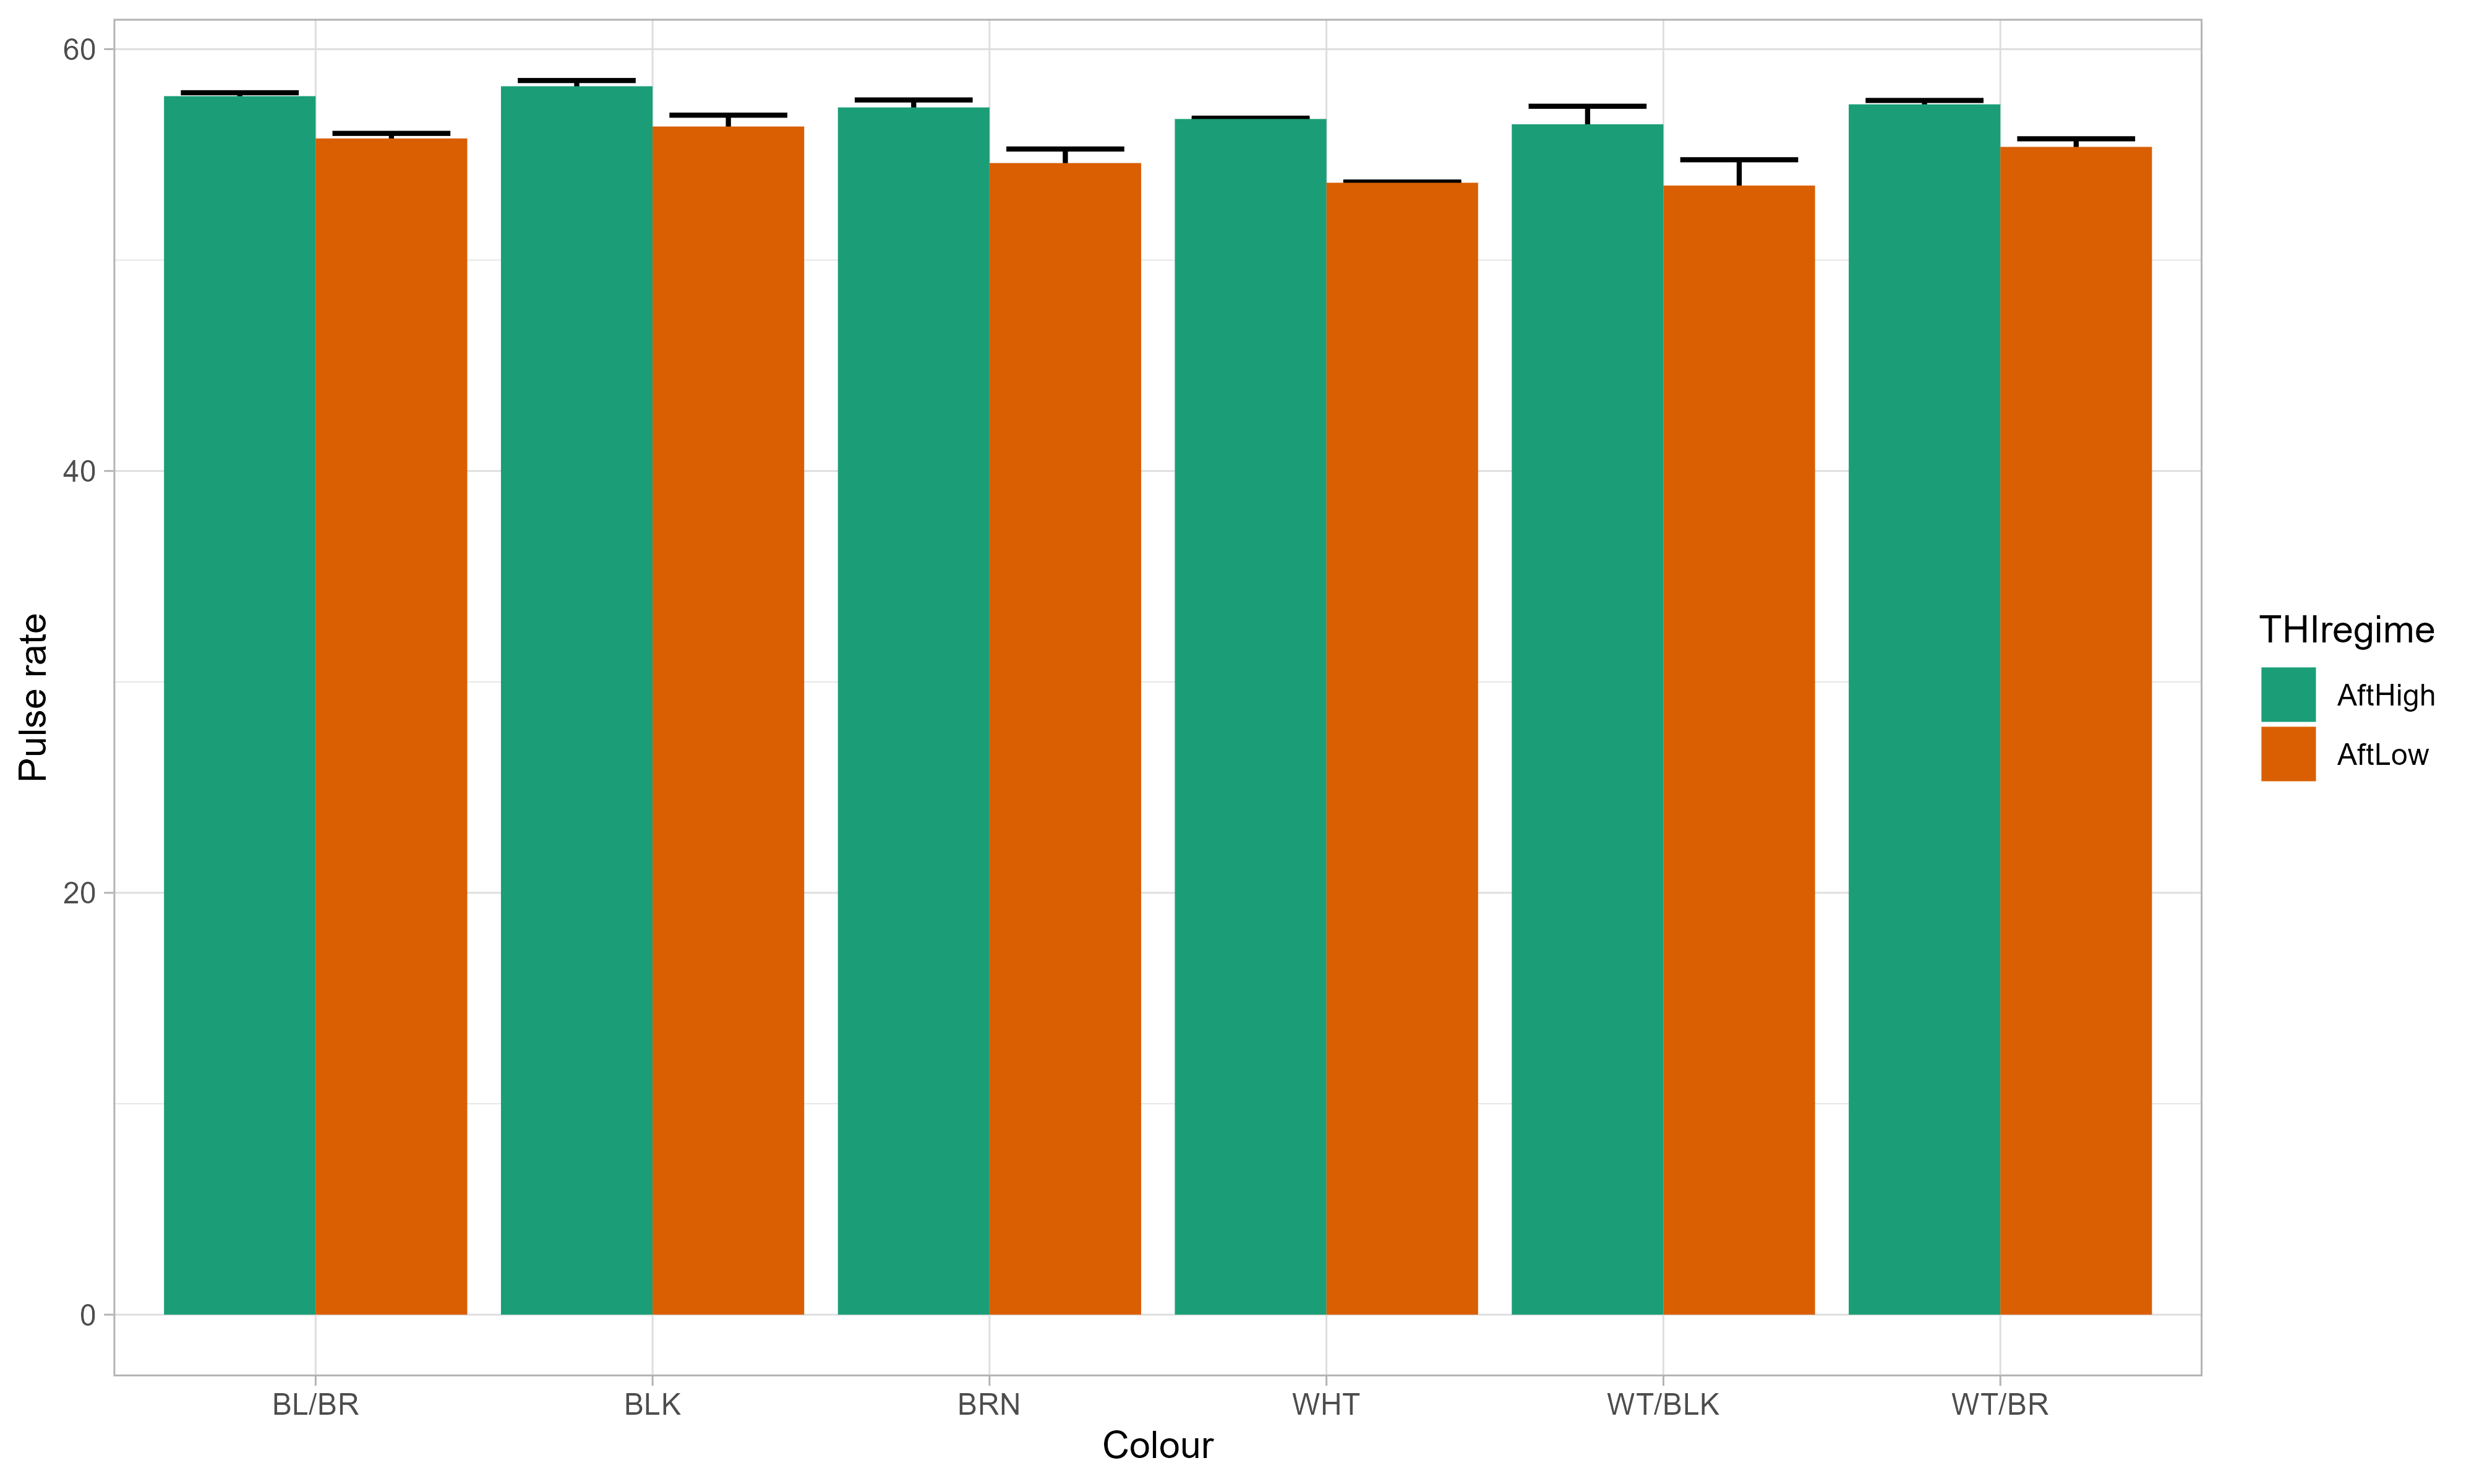 60
40
20
0
Pulse rate
BL/BR BLK BRN WHT WT/BLK WT/BR
Colour
THIregime
AftHigh
AftLow